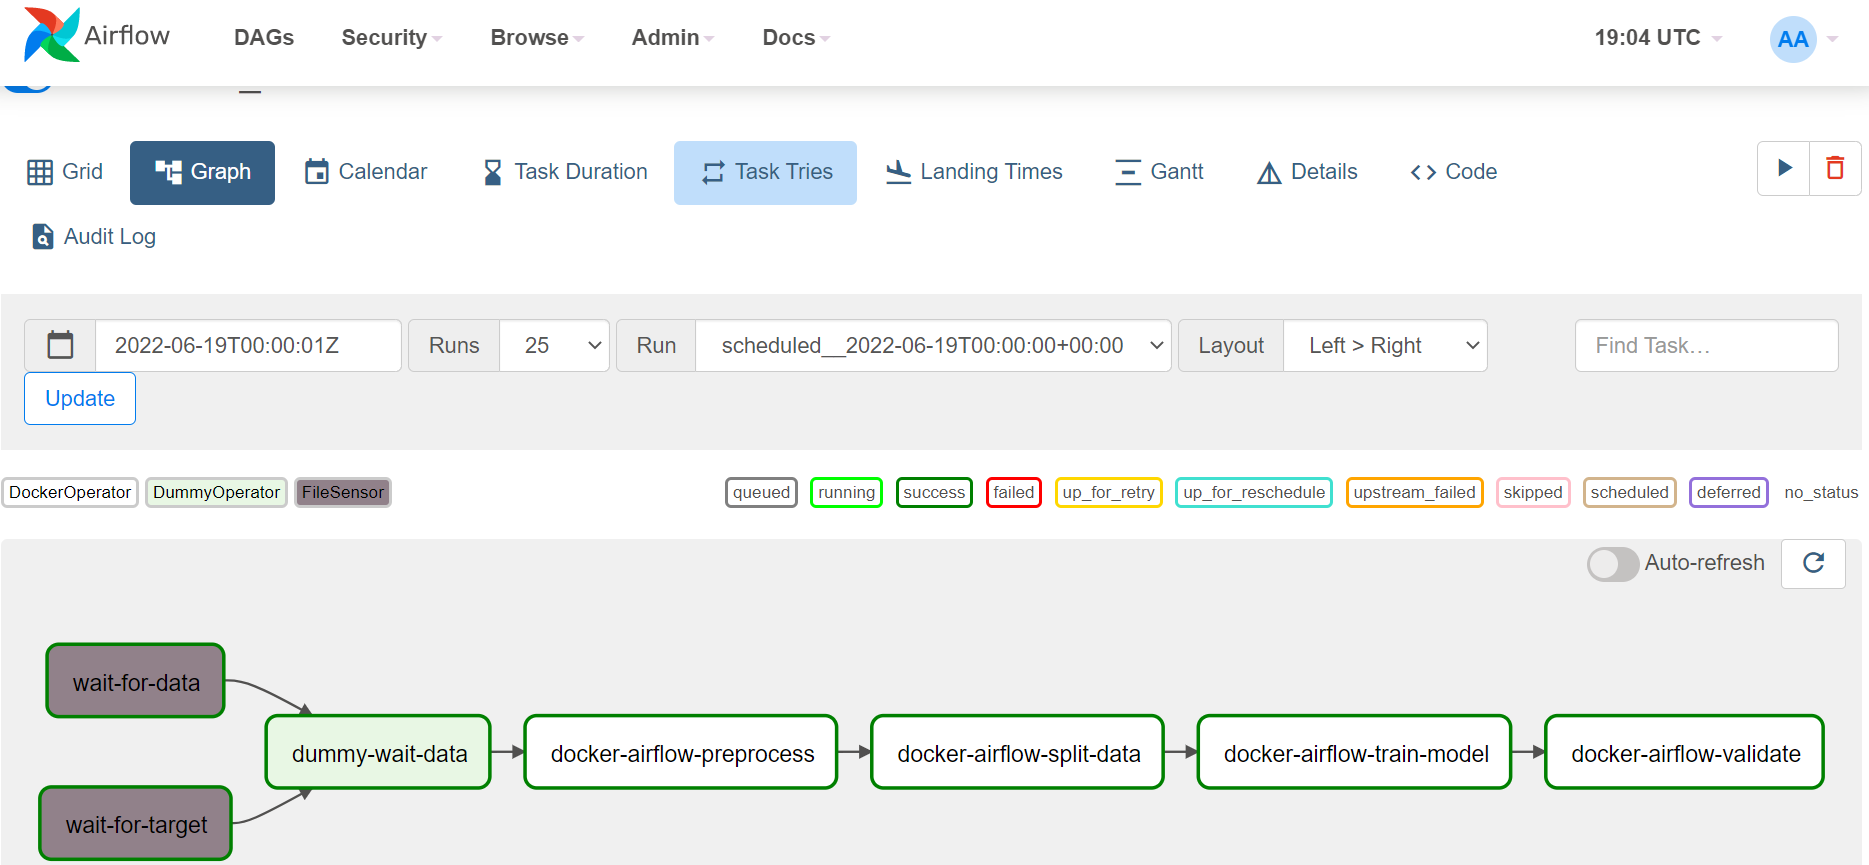 Airflow DAGs Security Browse Admin Docs 19:04 UTC AA
Grid Graph Calendar Task Duration Task Tries Landing Times Gantt Details Code
Audit Log
2022-06-19T00:00:01Z Runs 25 Run scheduled__2022-06-19T00:00:00+00:00 Layout Left > Right Find Task...
Update
DockerOperator DummyOperator FileSensor queued running success failed up_for_retry up_for_reschedule upstream_failed skipped scheduled deferred no_status
Auto-refresh
wait-for-data
dummy-wait-data docker-airflow-preprocess docker-airflow-split-data docker-airflow-train-model docker-airflow-validate
wait-for-target